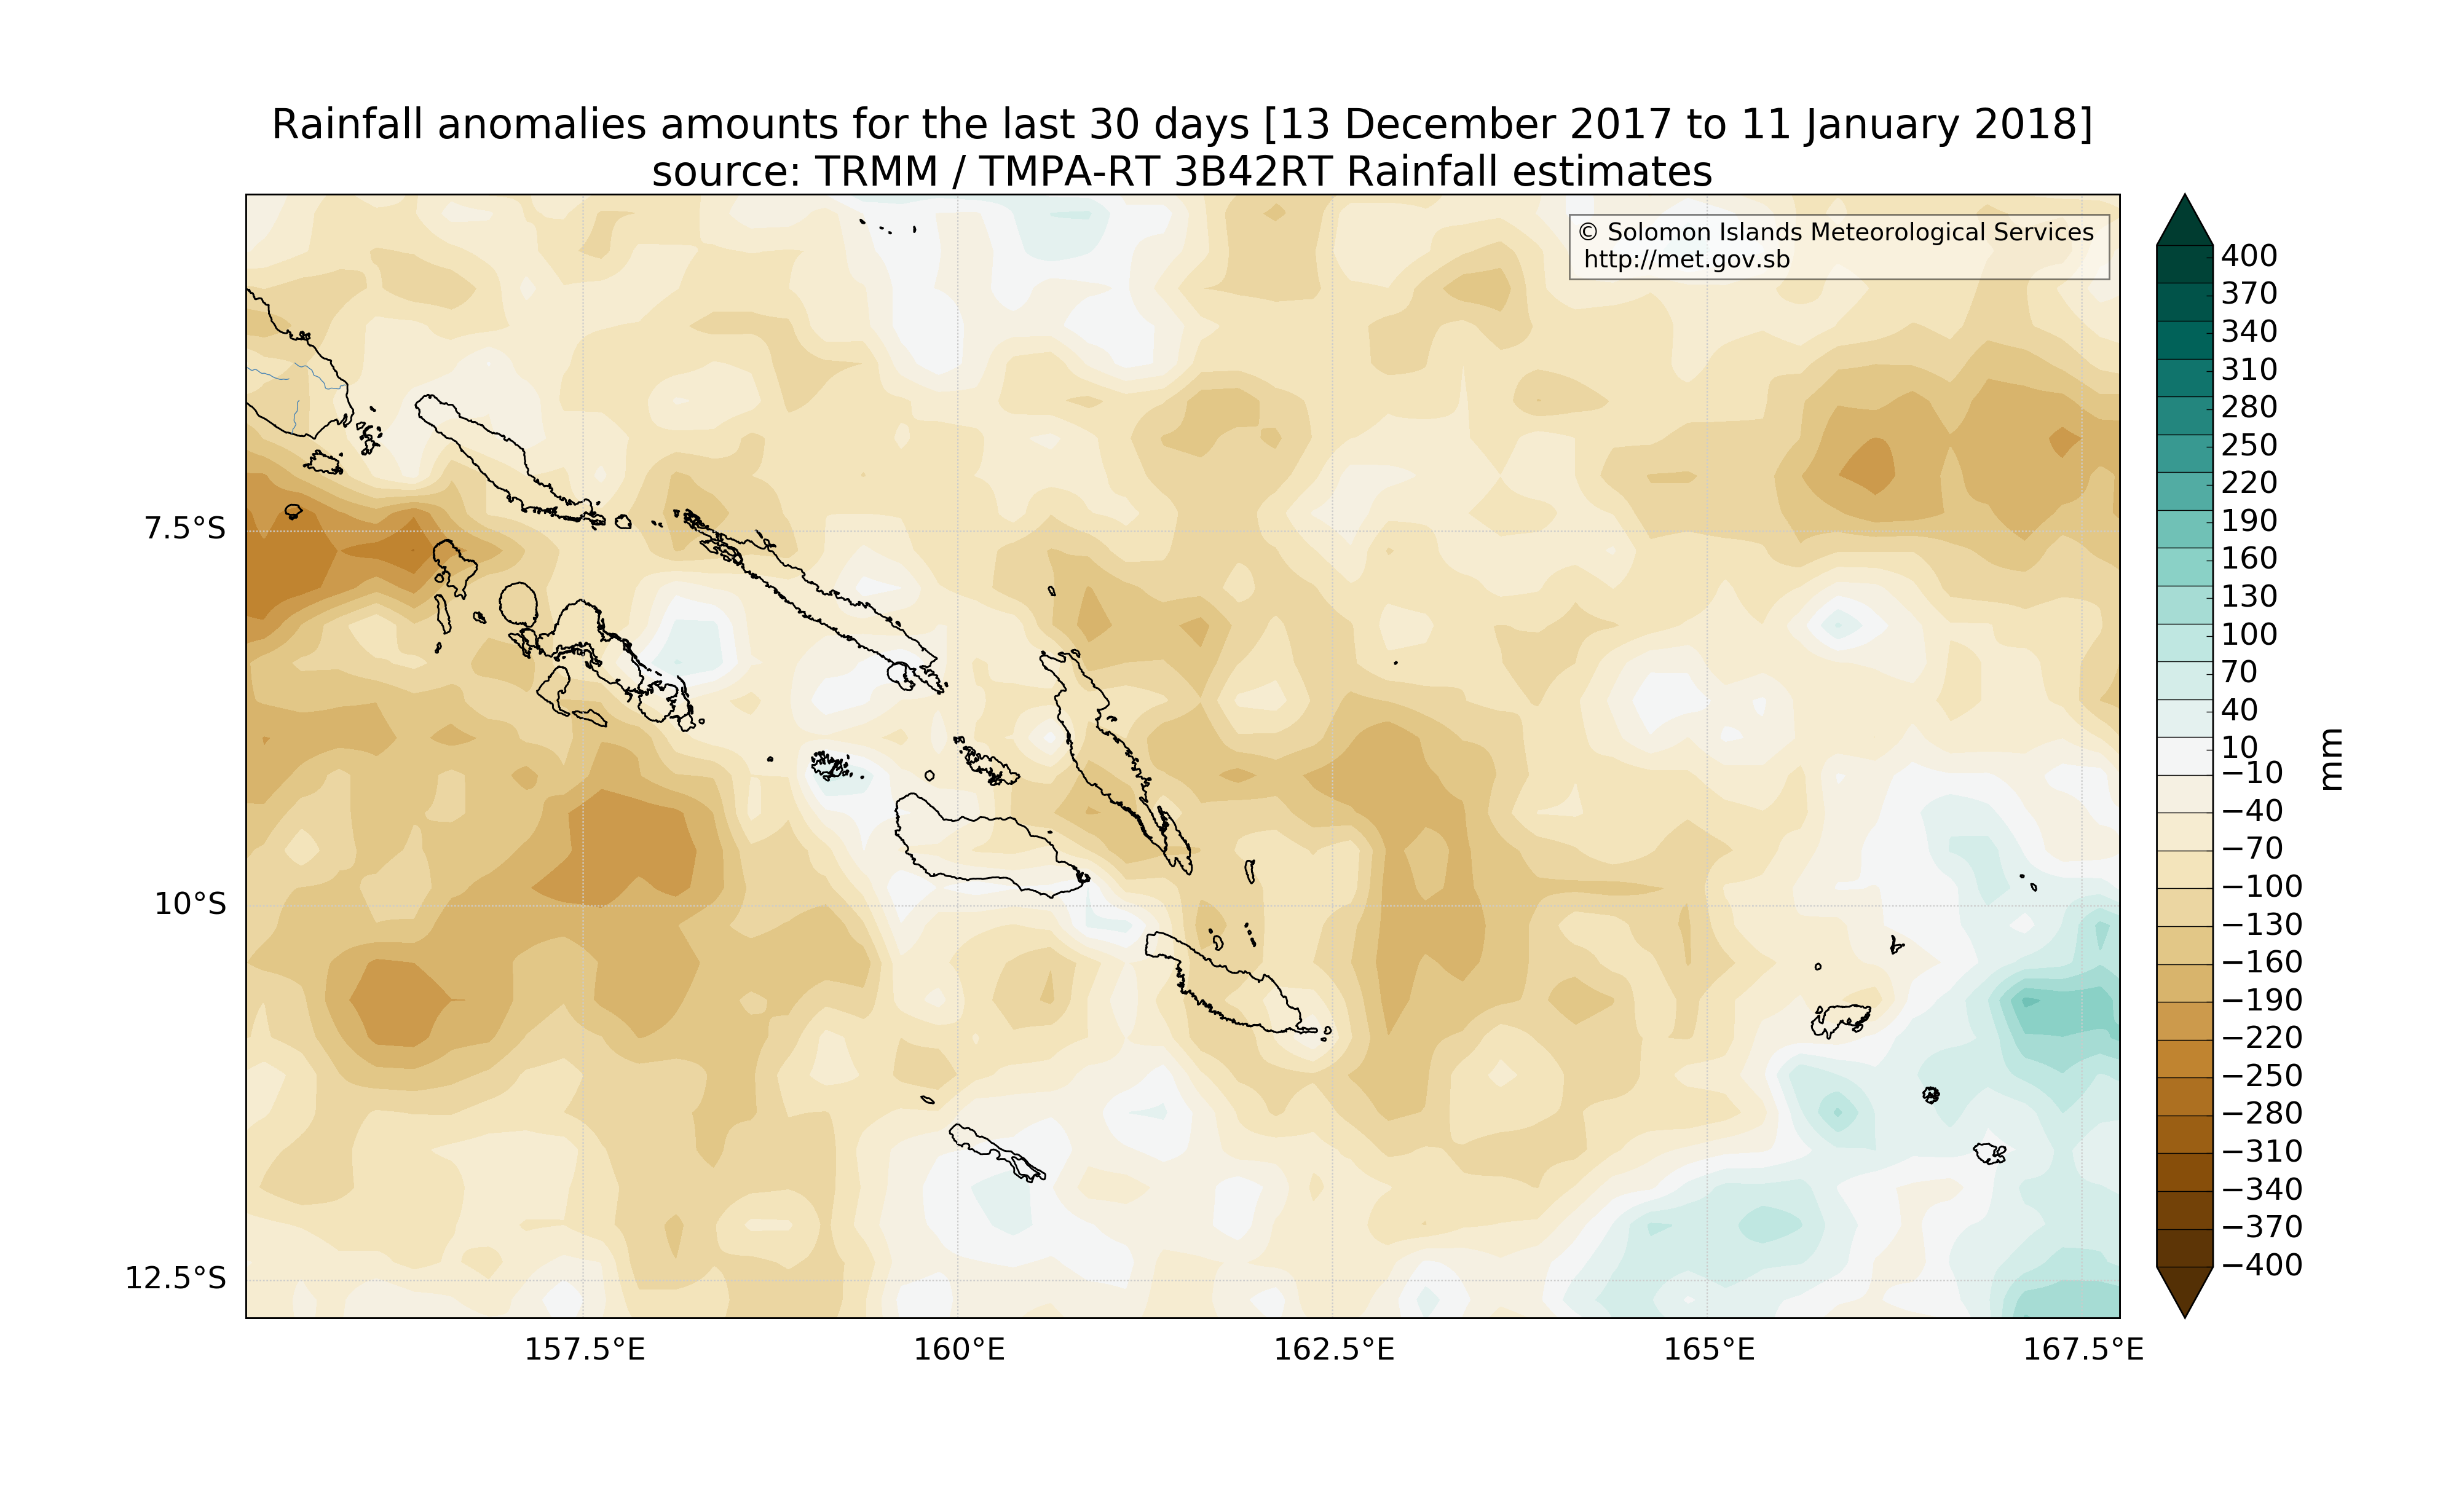 Rainfall anomalies amounts for the last 30 days [13 December 2017 to 11 January 2018]
source: TRMM / TMPA-RT 3B42RT Rainfall estimates
© Solomon Islands Meteorological Services
http://met.gov.sb
7.5°S
10°S
12.5°S
157.5°E
160°E
162.5°E
165°E
167.5°E
400
370
340
310
280
250
220
190
160
130
100
70
40
10
−10
−40
−70
−100
−130
−160
−190
−220
−250
−280
−310
−340
−370
−400
mm